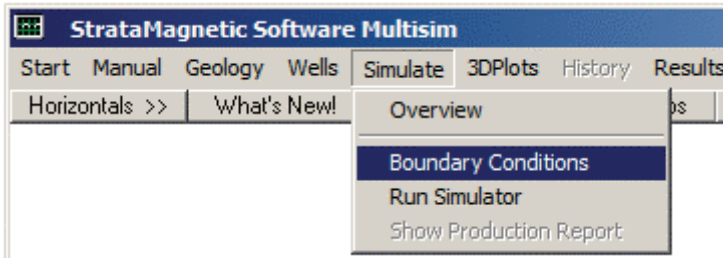 StrataMagnetic Software Multisim
Start Manual Geology Wells Simulate 3DPlots History Results
Horizontals >> What's New!
Overview
Boundary Conditions
Run Simulator
Show Production Report